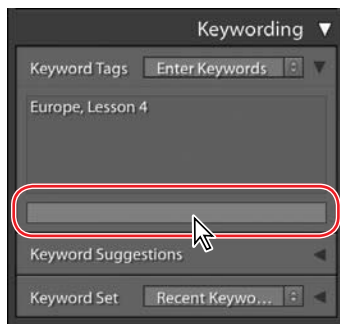 Keywording
Keyword Tags Enter Keywords
Europe, Lesson 4
Keyword Suggestions
Keyword Set Recent Keywo...